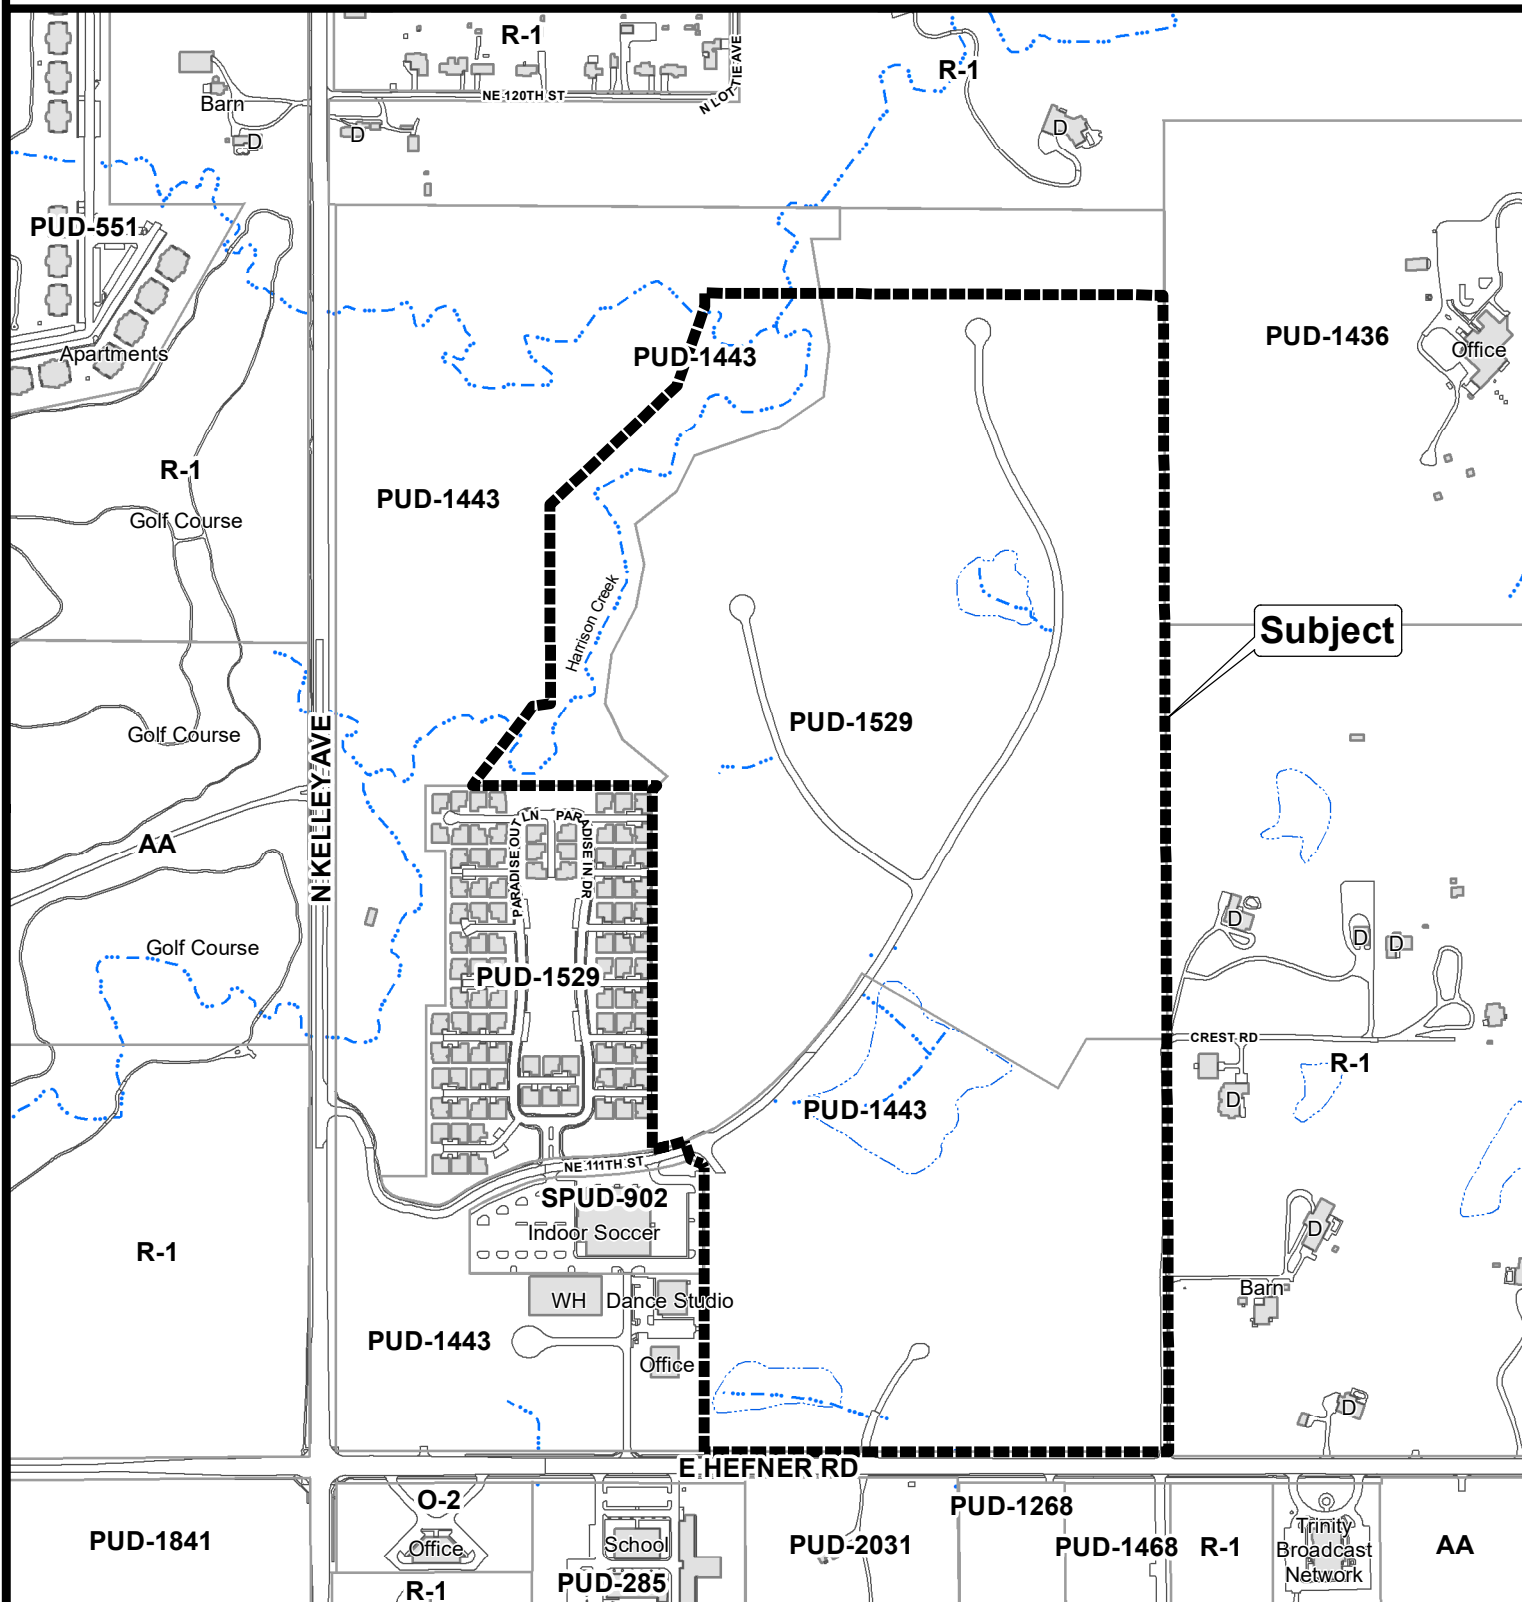 R-1
R-1
NE 120TH ST
N LOTTIE AVE
Barn
D
D
D
PUD-551
PUD-1436
Office
Apartments
PUD-1443
R-1
PUD-1443
Golf Course
Harrison Creek
Subject
PUD-1529
Golf Course
N KELLEY AVE
AA
PARADISE OUT LN
PARADISE IN DR
Golf Course
D
D
D
PUD-1529
CREST RD
R-1
D
PUD-1443
NE 111TH ST
SPUD-902
Indoor Soccer
R-1
D
Barn
WH
Dance Studio
PUD-1443
Office
D
E HEFNER RD
O-2
PUD-1268
PUD-1841
Office
School
PUD-2031
PUD-1468
R-1
Trinity
Broadcast
Network
AA
R-1
PUD-285